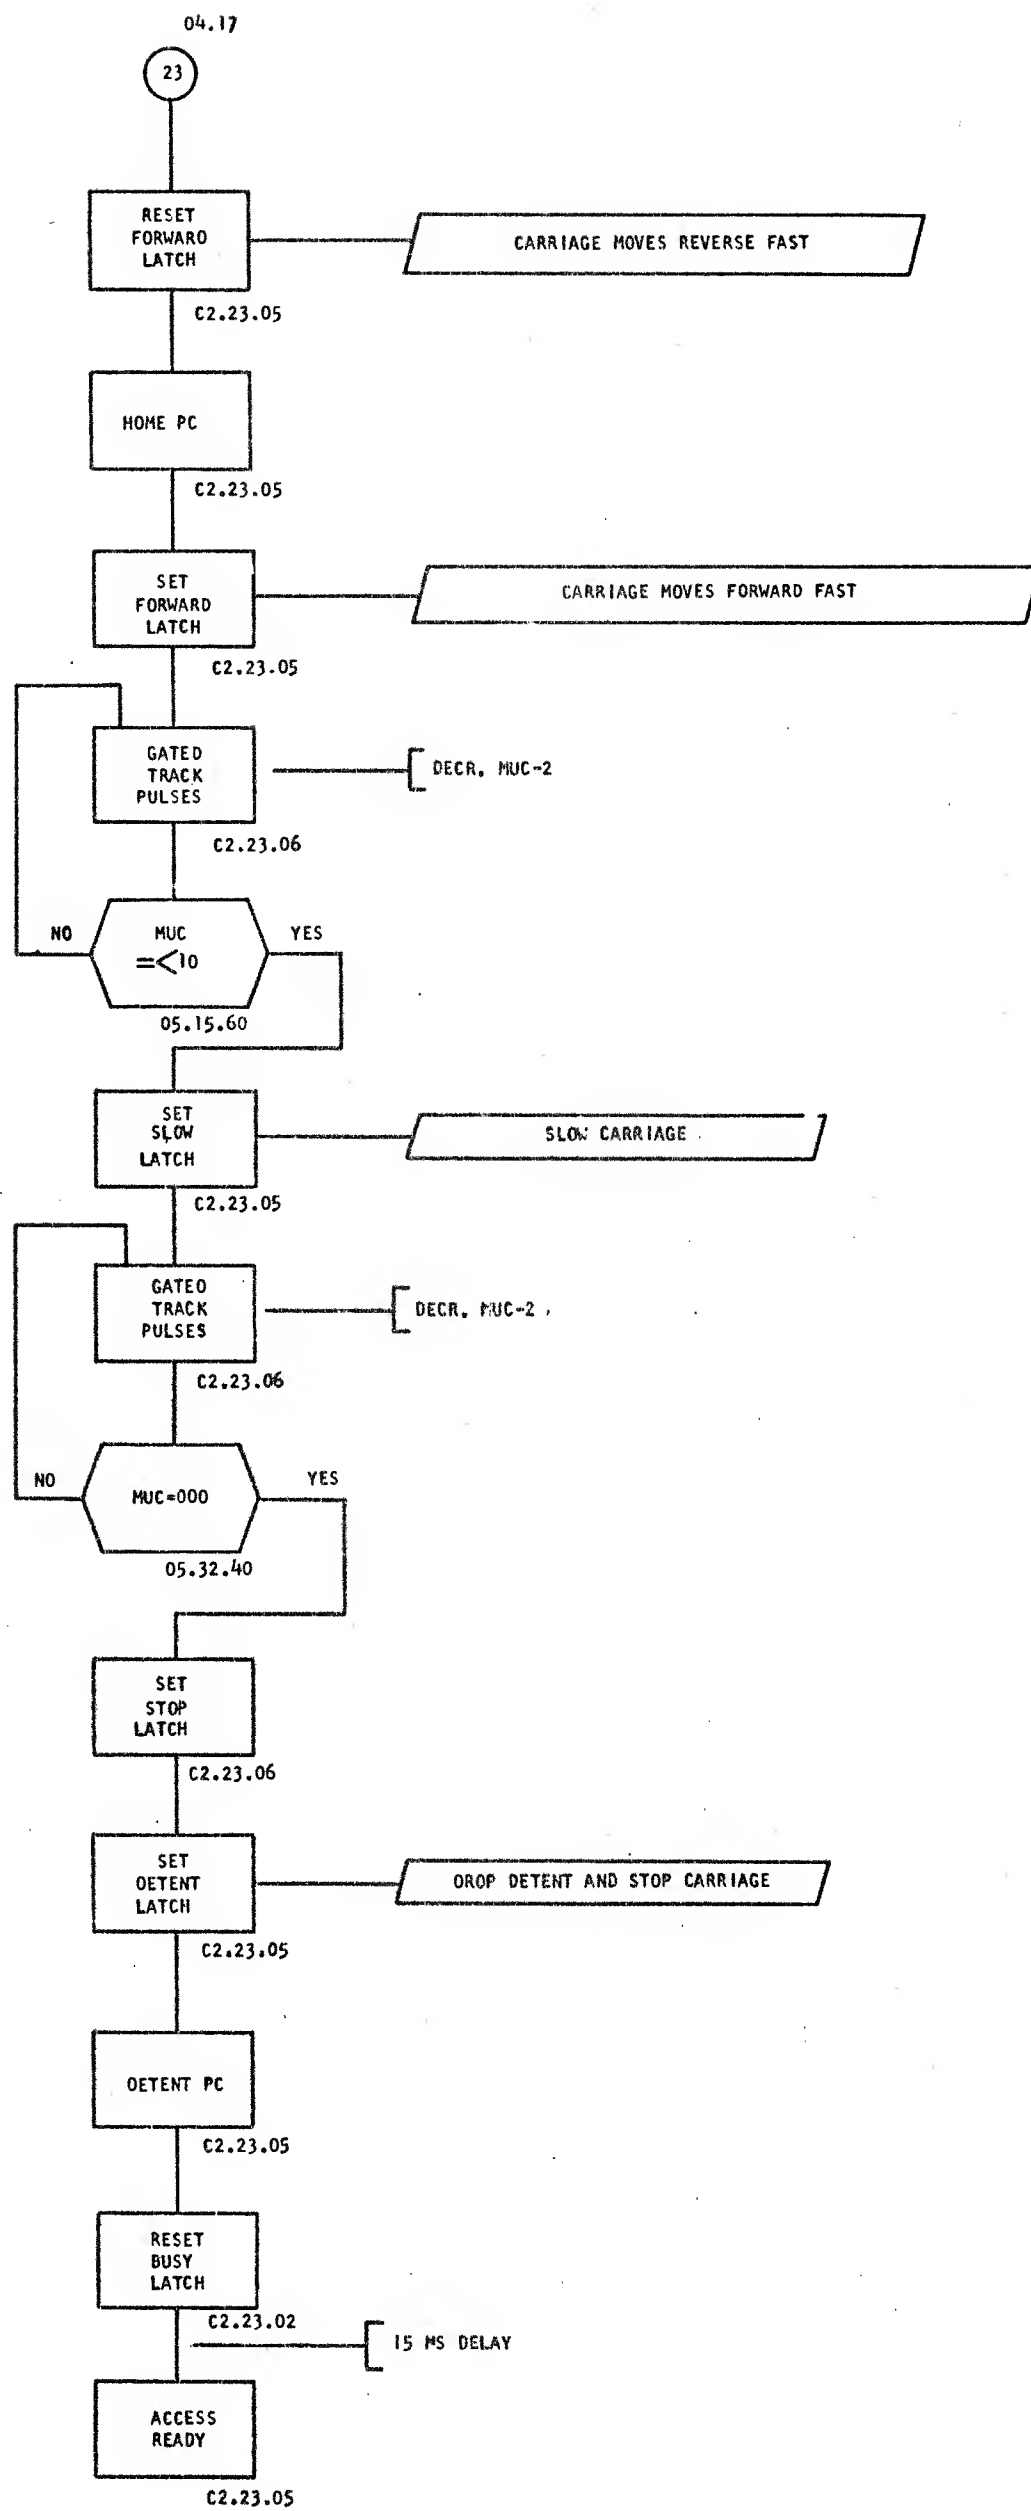 04.17
23
RESET
FORWARD
LATCH
CARRIAGE MOVES REVERSE FAST
C2.23.05
HOME PC
C2.23.05
SET
FORWARD
LATCH
CARRIAGE MOVES FORWARD FAST
C2.23.05
GATED
TRACK
PULSES
DECR. MUC-2
C2.23.06
NO
MUC
=<10
YES
05.15.60
SET
SLOW
LATCH
SLOW CARRIAGE
C2.23.05
GATED
TRACK
PULSES
DECR. MUC-2
C2.23.06
NO
MUC=000
YES
05.32.40
SET
STOP
LATCH
C2.23.06
SET
DETENT
LATCH
DROP DETENT AND STOP CARRIAGE
C2.23.05
DETENT PC
C2.23.05
RESET
BUSY
LATCH
C2.23.02
15 MS DELAY
ACCESS
READY
C2.23.05